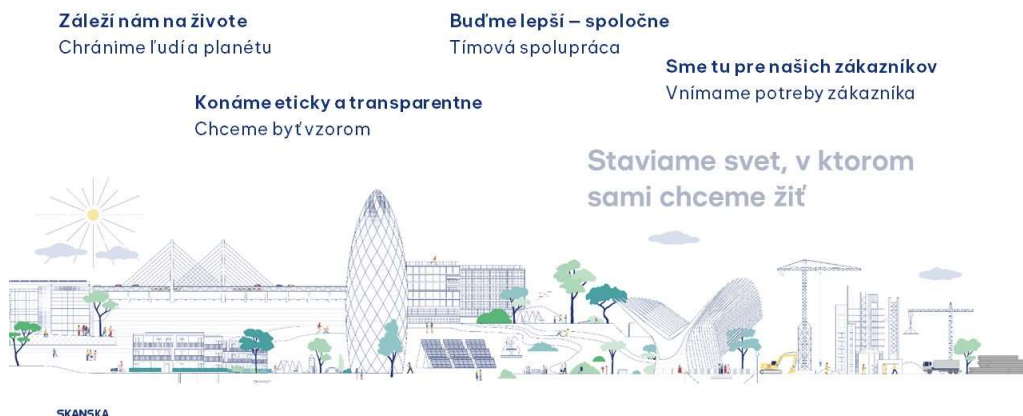 Záleží nám na živote
Chránime ľudí a planétu
Buďme lepší – spoločne
Tímová spolupráca
Sme tu pre našich zákazníkov
Vnímame potreby zákazníka
Konáme eticky a transparentne
Chceme byť vzorom
Staviame svet, v ktorom
sami chceme žiť
SKANSKA